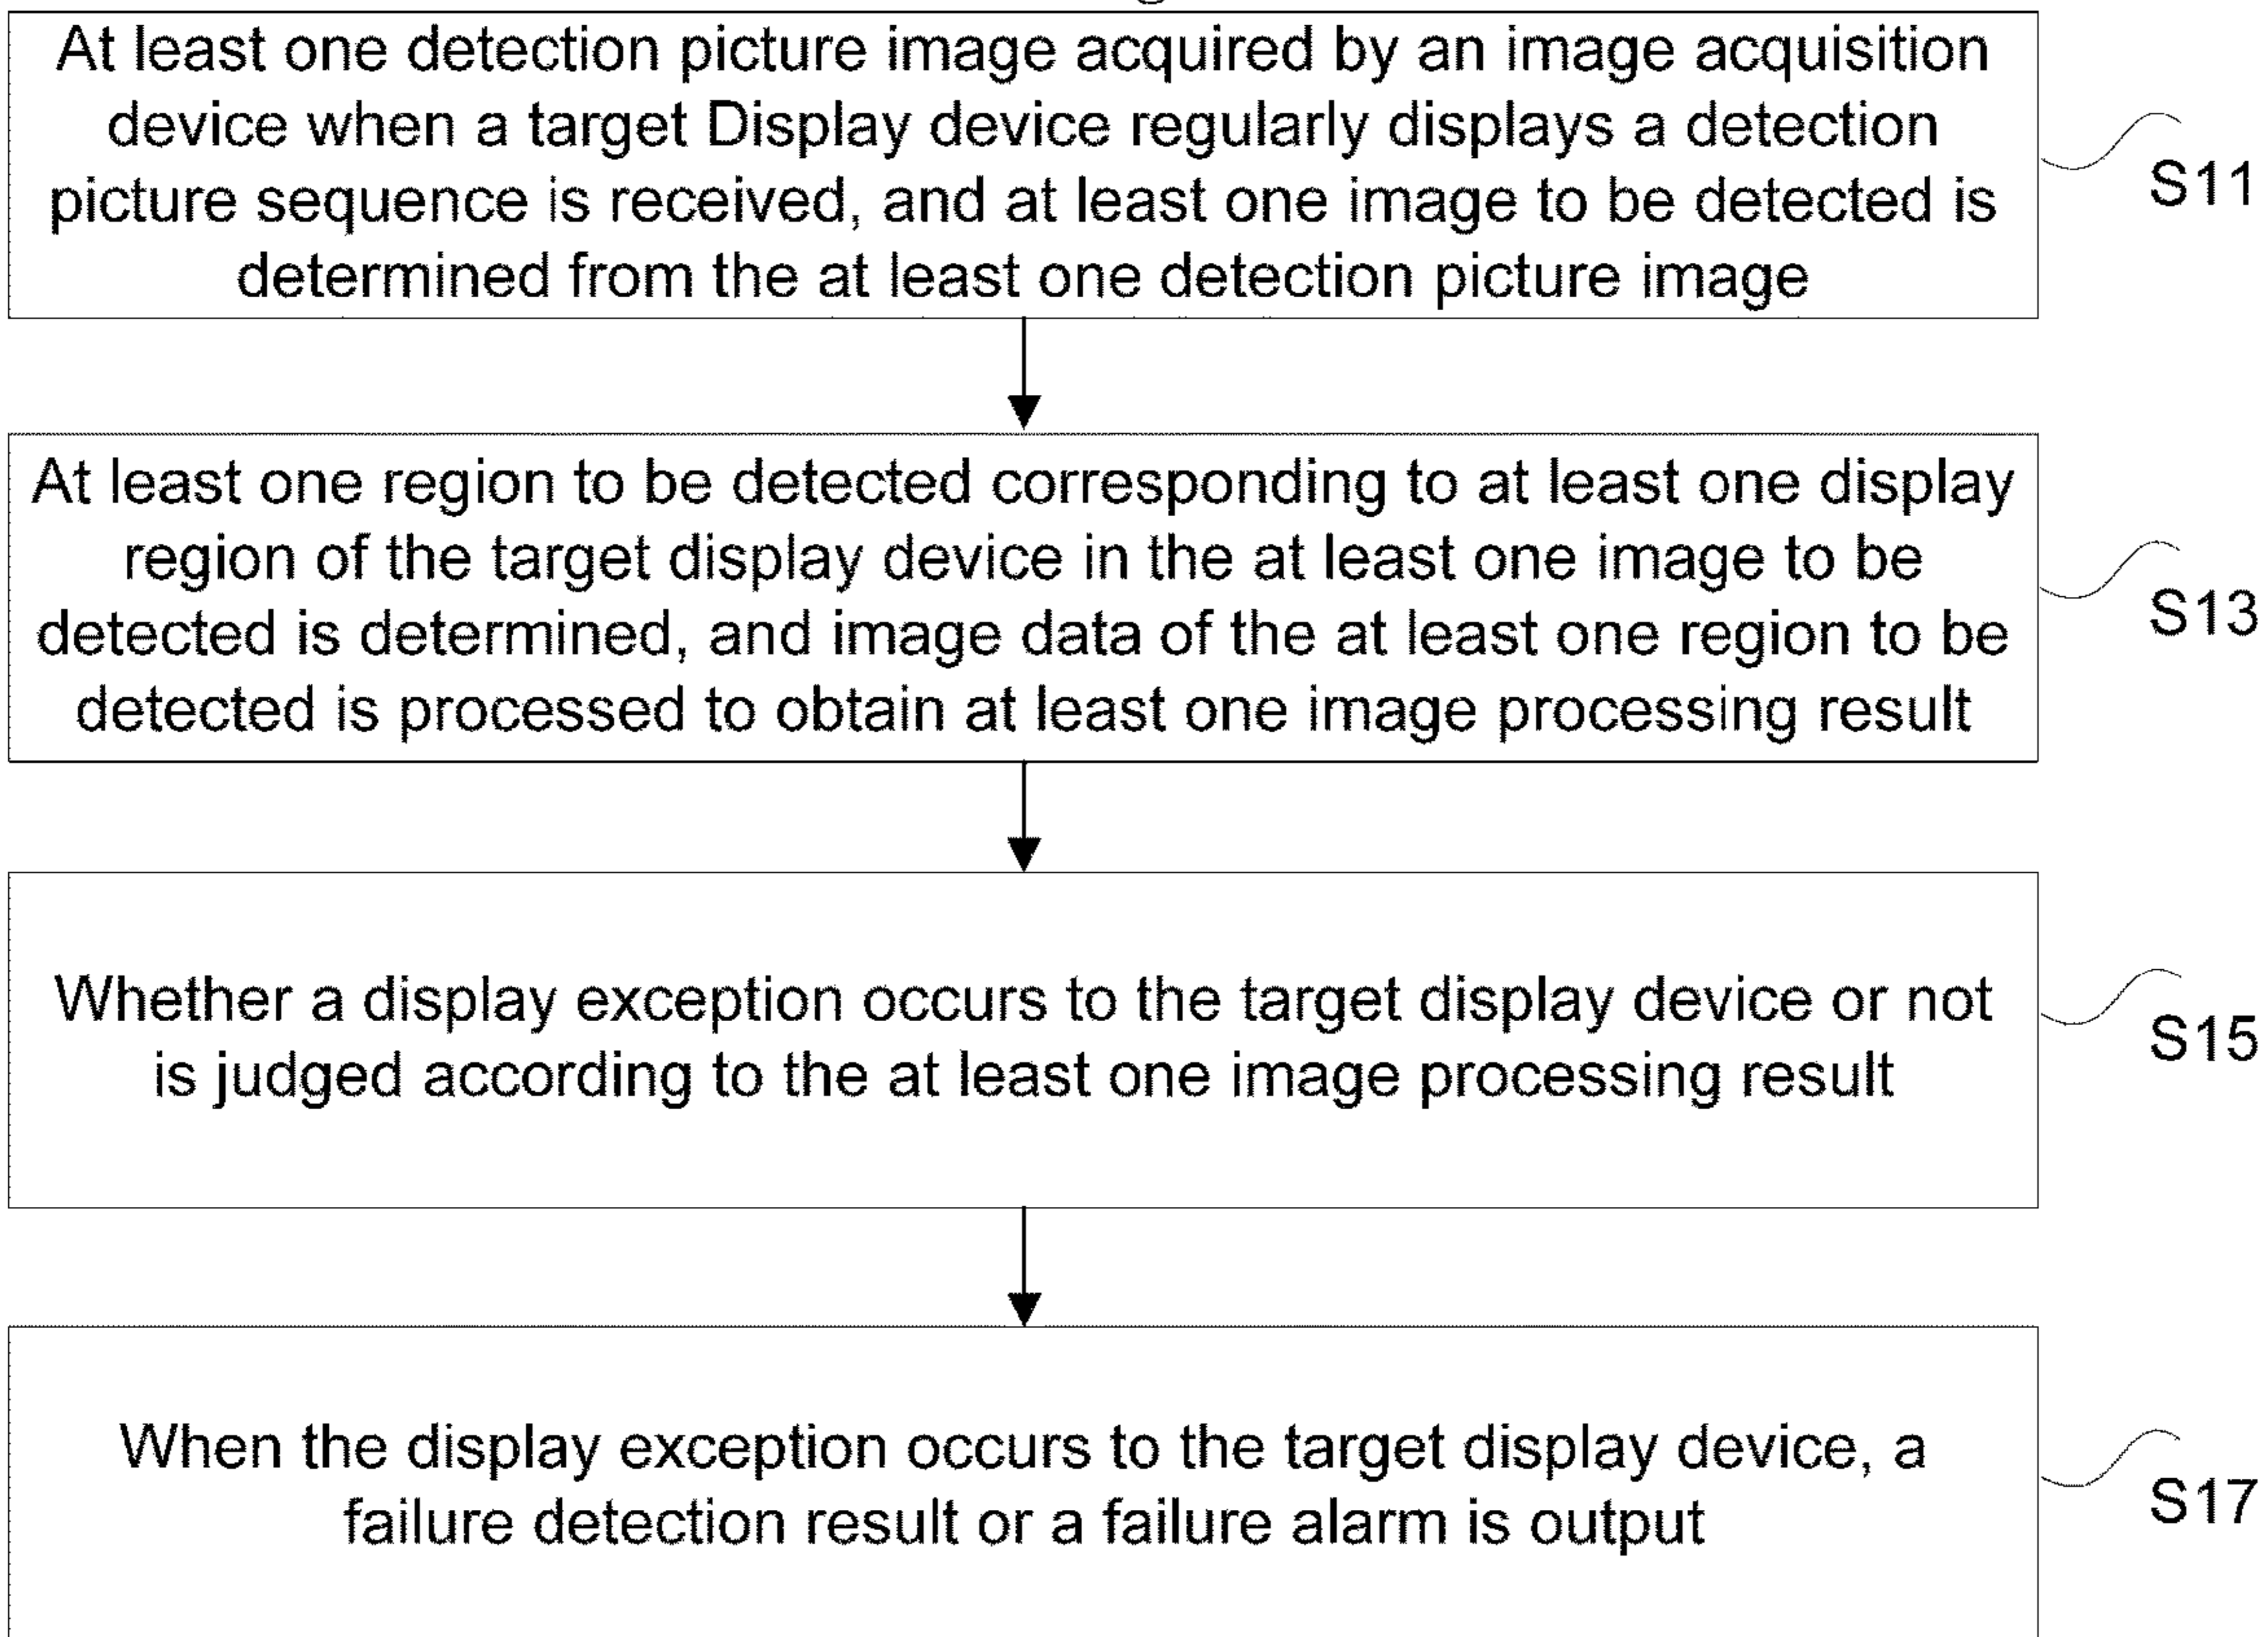 At least one detection picture image acquired by an image acquisition
device when a target Display device regularly displays a detection
picture sequence is received, and at least one image to be detected is
determined from the at least one detection picture image
S11
At least one region to be detected corresponding to at least one display
region of the target display device in the at least one image to be
detected is determined, and image data of the at least one region to be
detected is processed to obtain at least one image processing result
S13
Whether a display exception occurs to the target display device or not
is judged according to the at least one image processing result
S15
When the display exception occurs to the target display device, a
failure detection result or a failure alarm is output
S17